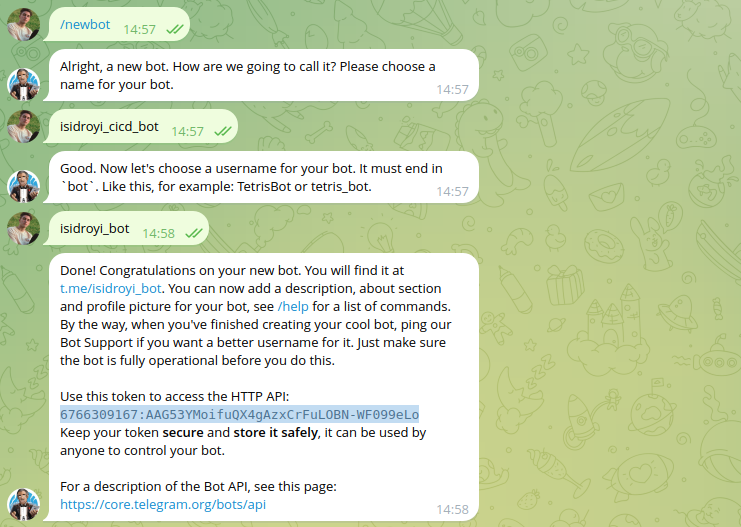 /newbot 14:57
Alright, a new bot. How are we going to call it? Please choose a
name for your bot. 14:57
isidroyi_cicd_bot 14:57
Good. Now let's choose a username for your bot. It must end in
`bot`. Like this, for example: TetrisBot or tetris_bot. 14:57
isidroyi_bot 14:58
Done! Congratulations on your new bot. You will find it at
t.me/isidroyi_bot. You can now add a description, about section
and profile picture for your bot, see /help for a list of commands.
By the way, when you've finished creating your cool bot, ping our
Bot Support if you want a better username for it. Just make sure
the bot is fully operational before you do this.
Use this token to access the HTTP API:
6766309167:AAG53YMoifuQX4gAzxCrFuLOBN-WF099eLo
Keep your token secure and store it safely, it can be used by
anyone to control your bot.
For a description of the Bot API, see this page:
https://core.telegram.org/bots/api 14:58